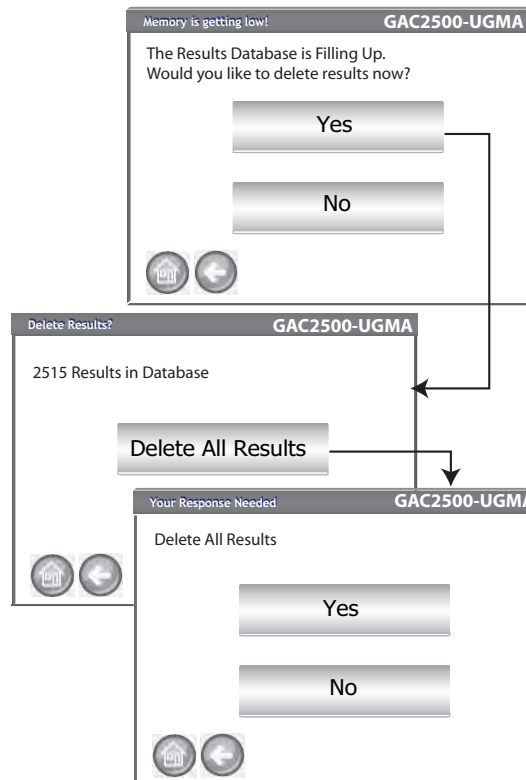 Memory is getting low! GAC2500-UGMA
The Results Database is Filling Up.
Would you like to delete results now?
Yes
No
Delete Results? GAC2500-UGMA
2515 Results in Database
Delete All Results
Your Response Needed GAC2500-UGMA
Delete All Results
Yes
No